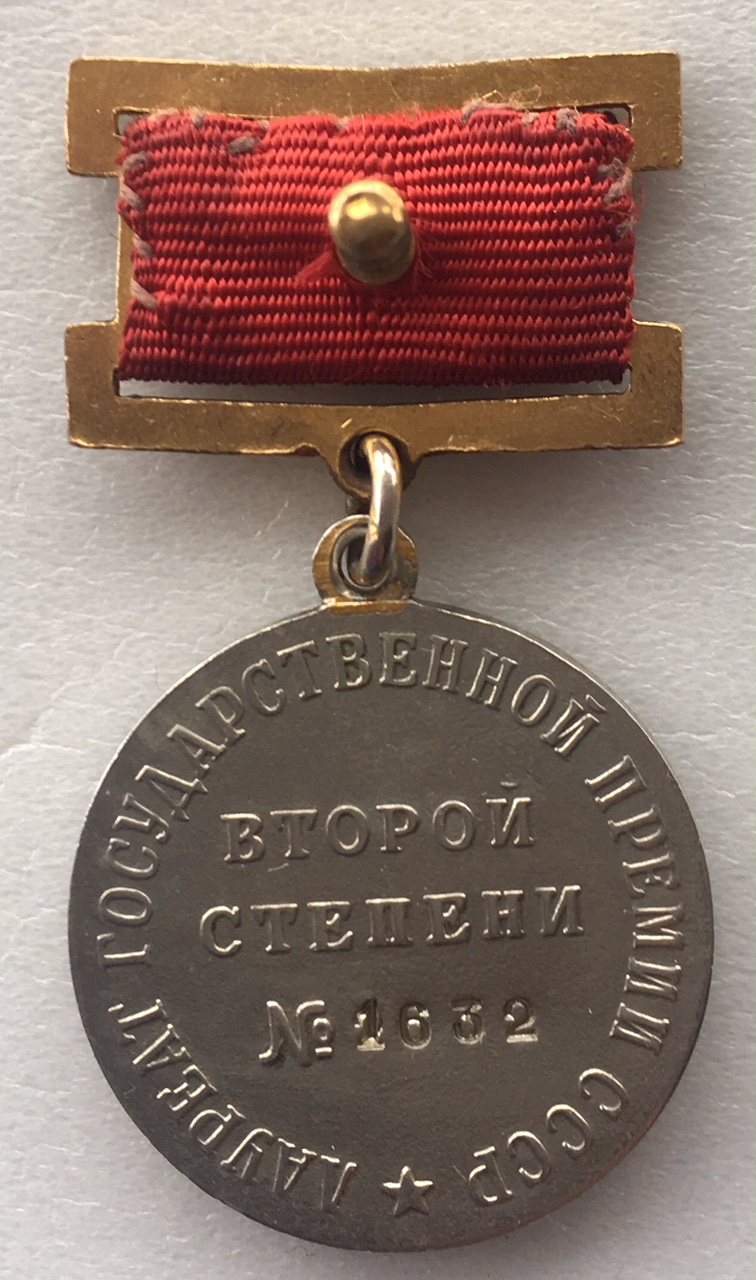 ЛАУРЕАТ ГОСУДАРСТВЕННОЙ ПРЕМИИ СССР
ВТОРОЙ
СТЕПЕНИ
№ 1632